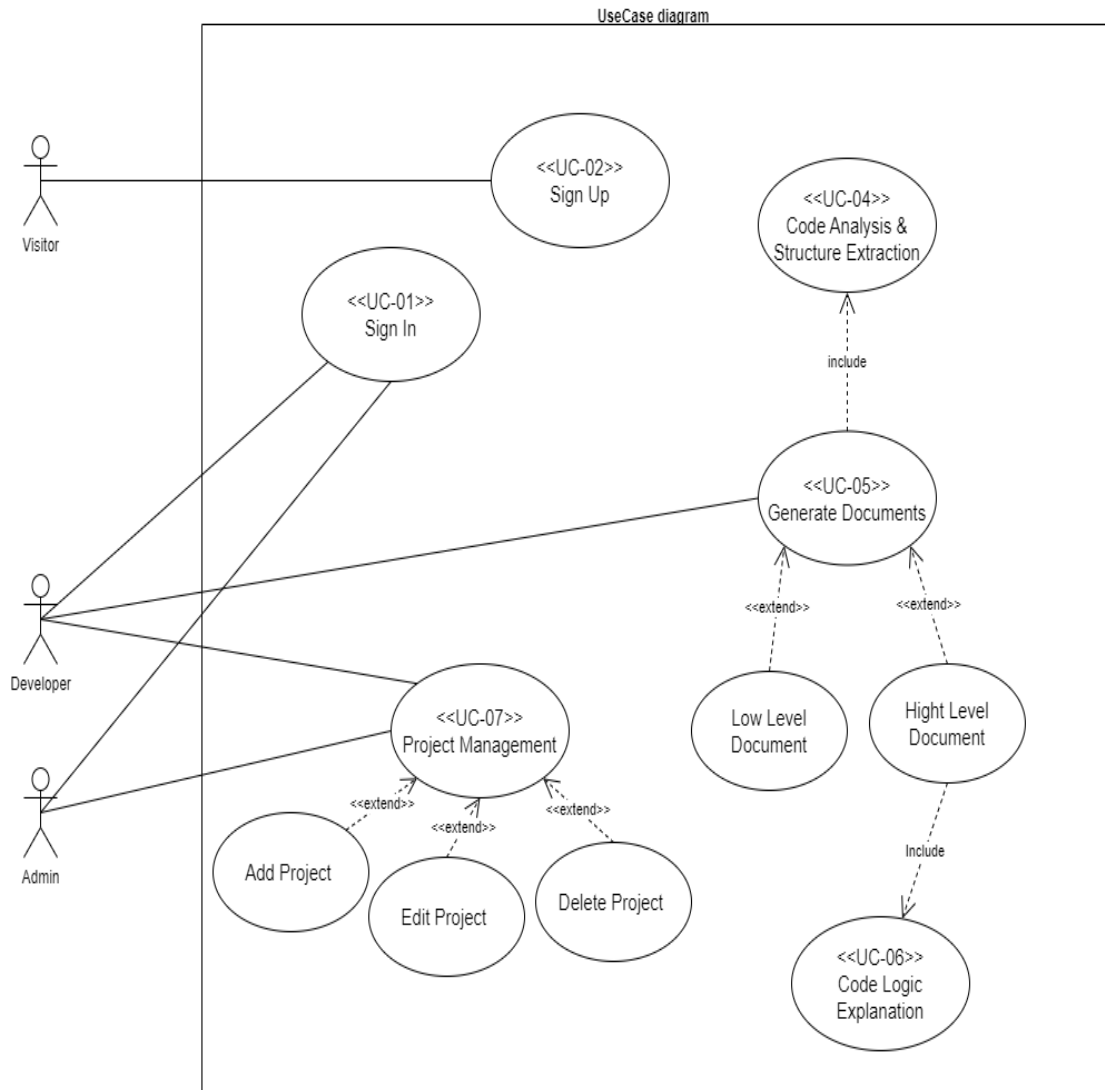 UseCase diagram
<<UC-02>>
Sign Up
<<UC-04>>
Code Analysis &
Structure Extraction
Visitor
<<UC-01>>
Sign In
include
<<UC-05>>
Generate Documents
<<extend>>
<<extend>>
Developer
<<UC-07>>
Project Management
Low Level
Document
Hight Level
Document
<<extend>>
<<extend>>
<<extend>>
Admin
Add Project
Edit Project
Delete Project
Include
<<UC-06>>
Code Logic
Explanation